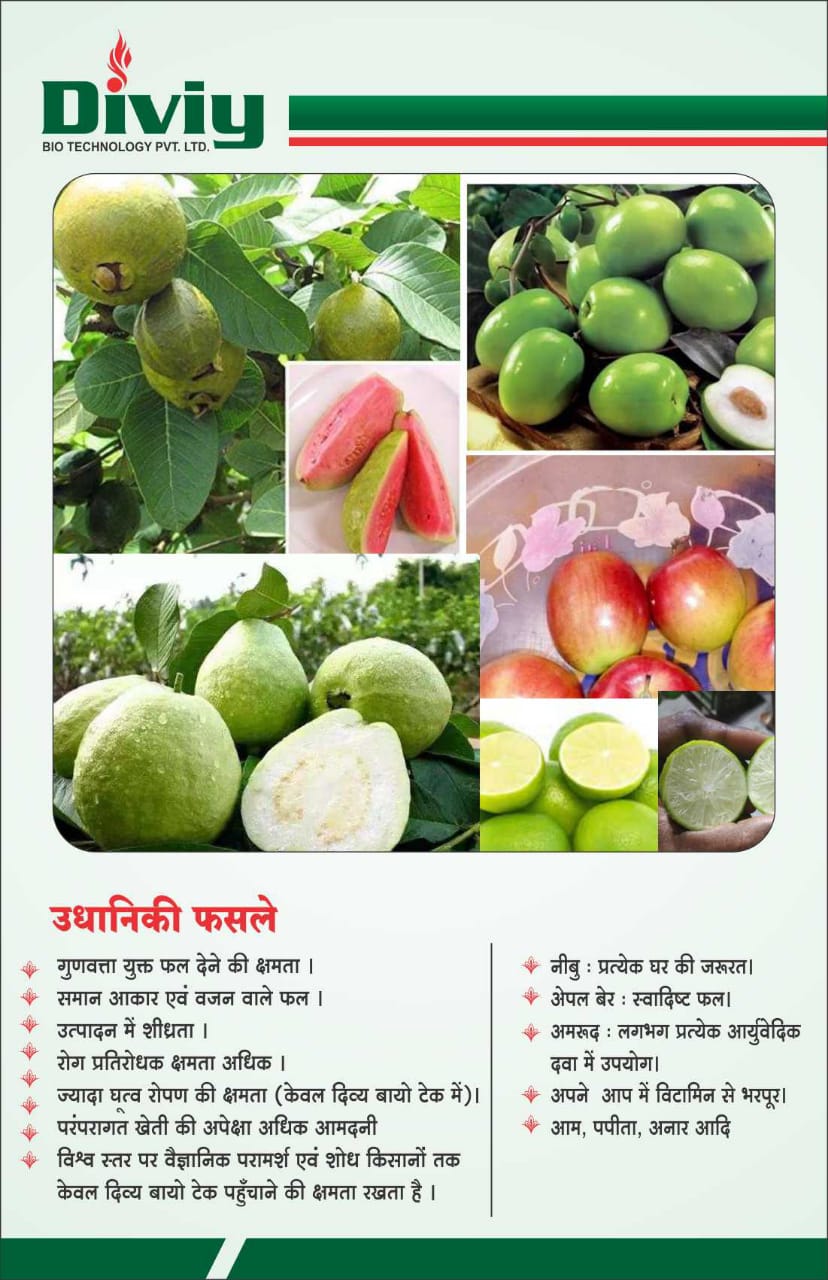 Diviy
BIO TECHNOLOGY PVT. LTD.
उधानिकी फसले
गुणवत्ता युक्त फल देने की क्षमता ।
समान आकार एवं वजन वाले फल ।
उत्पादन में शीध्रता ।
रोग प्रतिरोधक क्षमता अधिक ।
ज्यादा घृत्व रोपण की क्षमता (केवल दिव्य बायो टेक में)।
परंपरागत खेती की अपेक्षा अधिक आमदनी
विश्व स्तर पर वैज्ञानिक परामर्श एवं शोध किसानों तक
केवल दिव्य बायो टेक पहुँचाने की क्षमता रखता है ।
नीबु : प्रत्येक घर की जरूरत।
अेपल बेर : स्वादिष्ट फल।
अमरूद : लगभग प्रत्येक आर्युवेदिक
दवा में उपयोग।
अपने आप में विटामिन से भरपूर।
आम, पपीता, अनार आदि